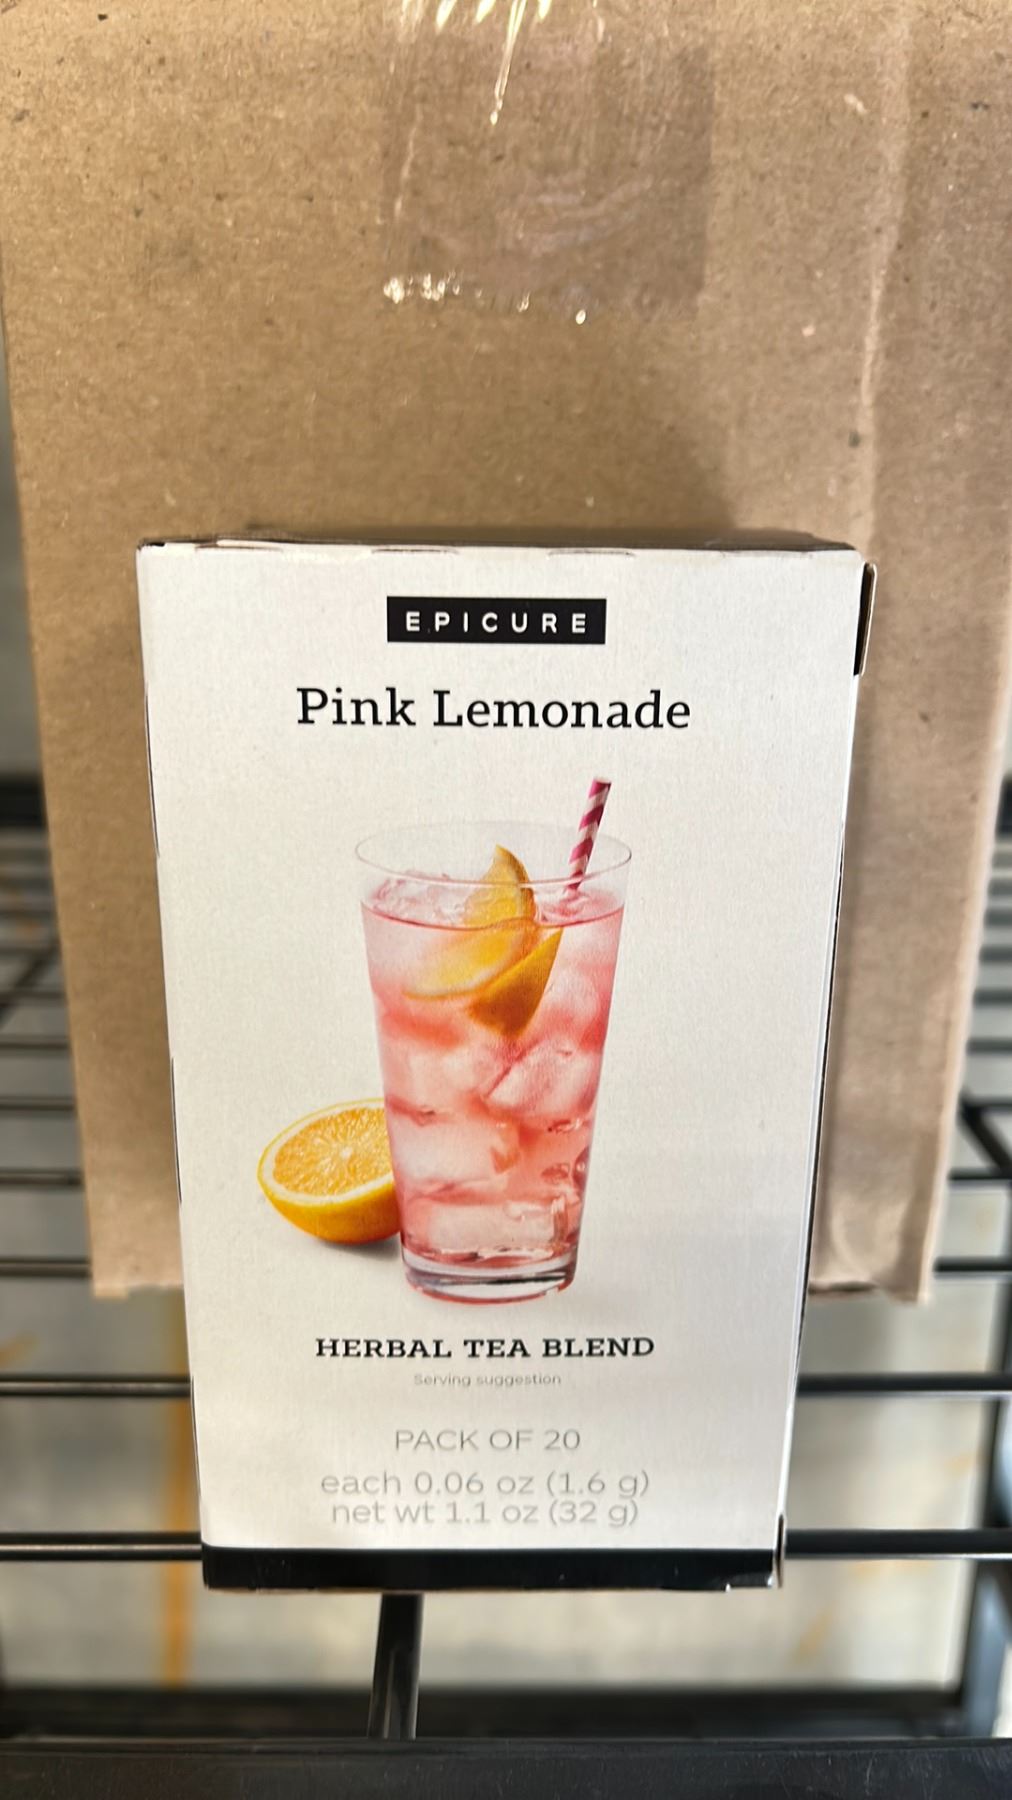 EPICURE
Pink Lemonade
HERBAL TEA BLEND
Serving suggestion
PACK OF 20
each 0.06 oz (1.6 g)
net wt 1.1 oz (32 g)